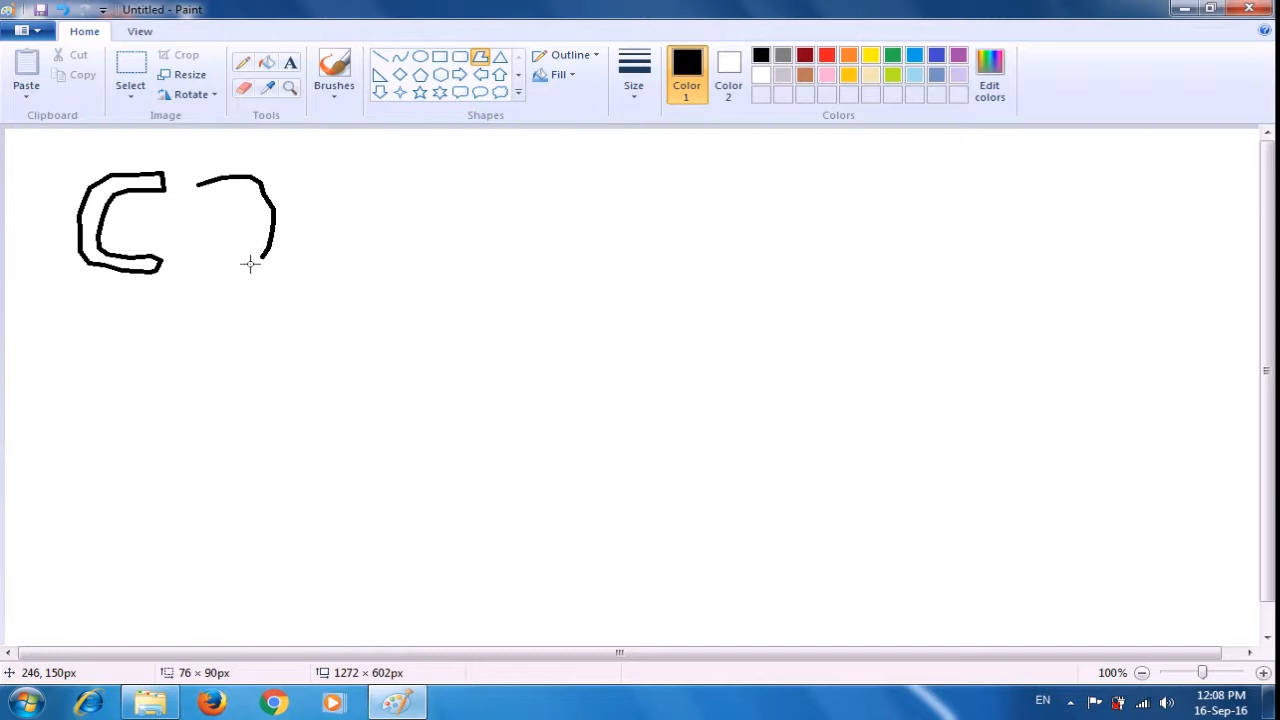 Untitled - Paint
Home View
Cut
Crop
Outline
Copy
Resize
Fill
Paste Select Rotate Brushes Size Color 1 Color 2 Edit colors
Clipboard Image Tools Shapes Colors
C
246, 150px 76 × 90px 1272 × 602px 100%
EN 12:08 PM
16-Sep-16